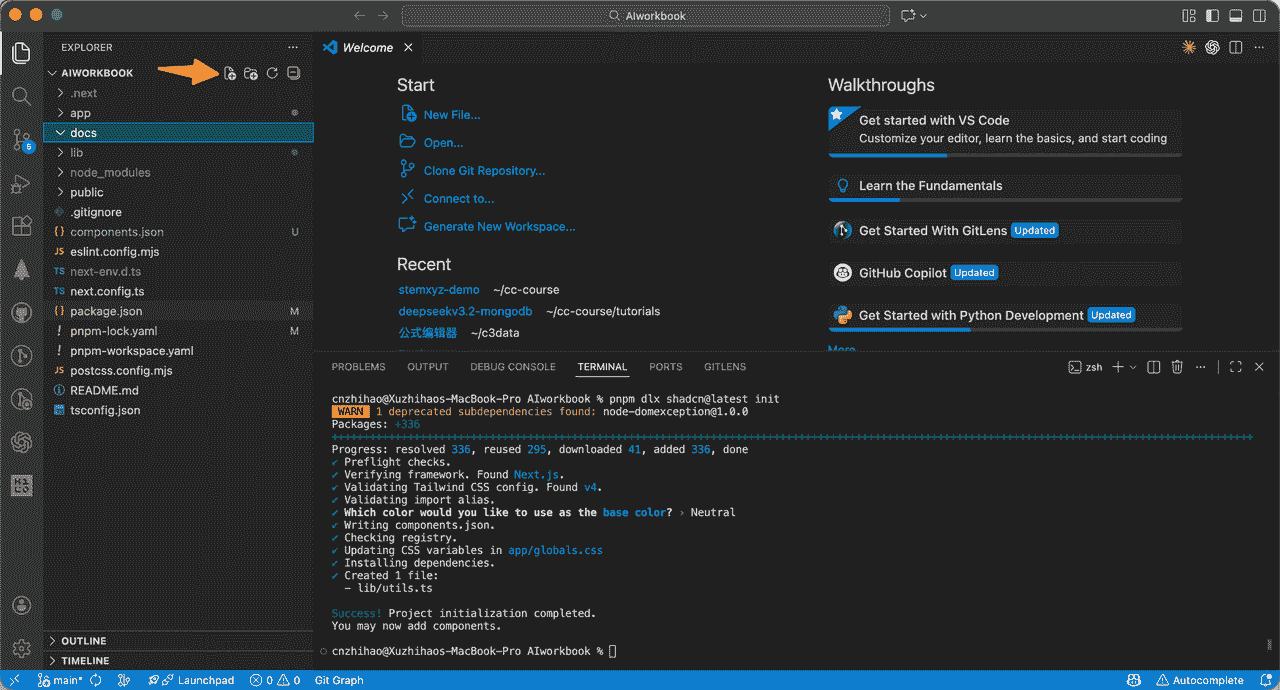 AIworkbook
EXPLORER
Welcome
AIWORKBOOK
.next
app
docs
lib
node_modules
public
.gitignore
{} components.json U
JS eslint.config.mjs
TS next-env.d.ts
TS next.config.ts
{} package.json M
! pnpm-lock.yaml M
! pnpm-workspace.yaml
JS postcss.config.mjs
README.md
tsconfig.json
OUTLINE
TIMELINE
6
Start
New File...
Open...
Clone Git Repository...
Connect to...
Generate New Workspace...
Recent
stemxyz-demo ~/cc-course
deepseekv3.2-mongodb ~/cc-course/tutorials
公式编辑器 ~/c3data
Walkthroughs
Get started with VS Code
Customize your editor, learn the basics, and start coding
Learn the Fundamentals
Get Started With GitLens Updated
GitHub Copilot Updated
Get Started with Python Development Updated
More...
PROBLEMS OUTPUT DEBUG CONSOLE TERMINAL PORTS GITLENS
zsh
cnzhihao@Xuzhihaos-MacBook-Pro AIworkbook % pnpm dlx shadcn@latest init
WARN 1 deprecated subdependencies found: node-domexception@1.0.0
Packages: +336
Progress: resolved 336, reused 295, downloaded 41, added 336, done
✔ Preflight checks.
✔ Verifying framework. Found Next.js.
✔ Validating Tailwind CSS config. Found v4.
✔ Validating import alias.
✔ Which color would you like to use as the base color? › Neutral
✔ Writing components.json.
✔ Checking registry.
✔ Updating CSS variables in app/globals.css
✔ Installing dependencies.
✔ Created 1 file:
- lib/utils.ts
Success! Project initialization completed.
You may now add components.
cnzhihao@Xuzhihaos-MacBook-Pro AIworkbook %
main* Launchpad 0 0 Git Graph Autocomplete